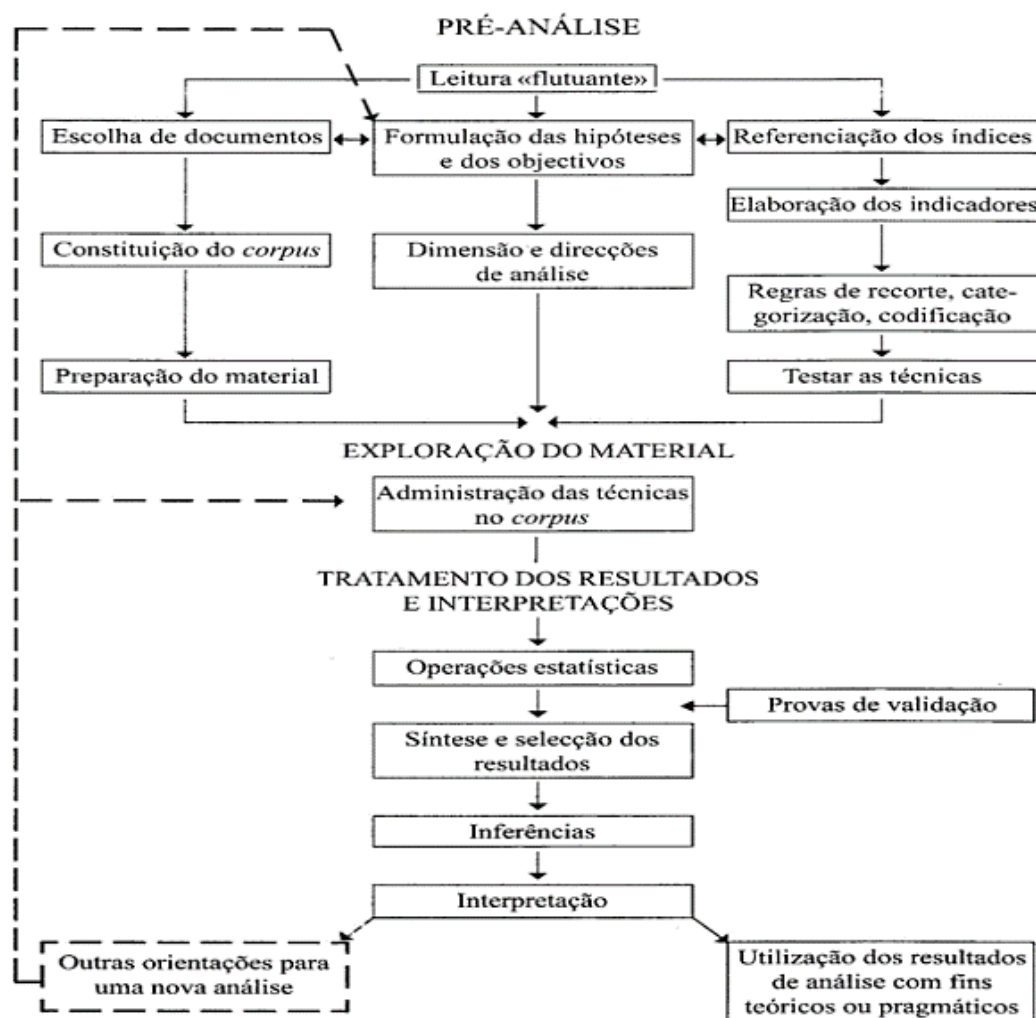 PRÉ-ANÁLISE
Leitura «flutuante»
Escolha de documentos
Formulação das hipóteses
e dos objectivos
Referenciação dos índices
Elaboração dos indicadores
Constituição do corpus
Dimensão e direcções
de análise
Regras de recorte, cate-
gorização, codificação
Preparação do material
Testar as técnicas
EXPLORAÇÃO DO MATERIAL
Administração das técnicas
no corpus
TRATAMENTO DOS RESULTADOS
E INTERPRETAÇÕES
Operações estatísticas
Provas de validação
Síntese e selecção dos
resultados
Inferências
Interpretação
Outras orientações para
uma nova análise
Utilização dos resultados
de análise com fins
teóricos ou pragmáticos